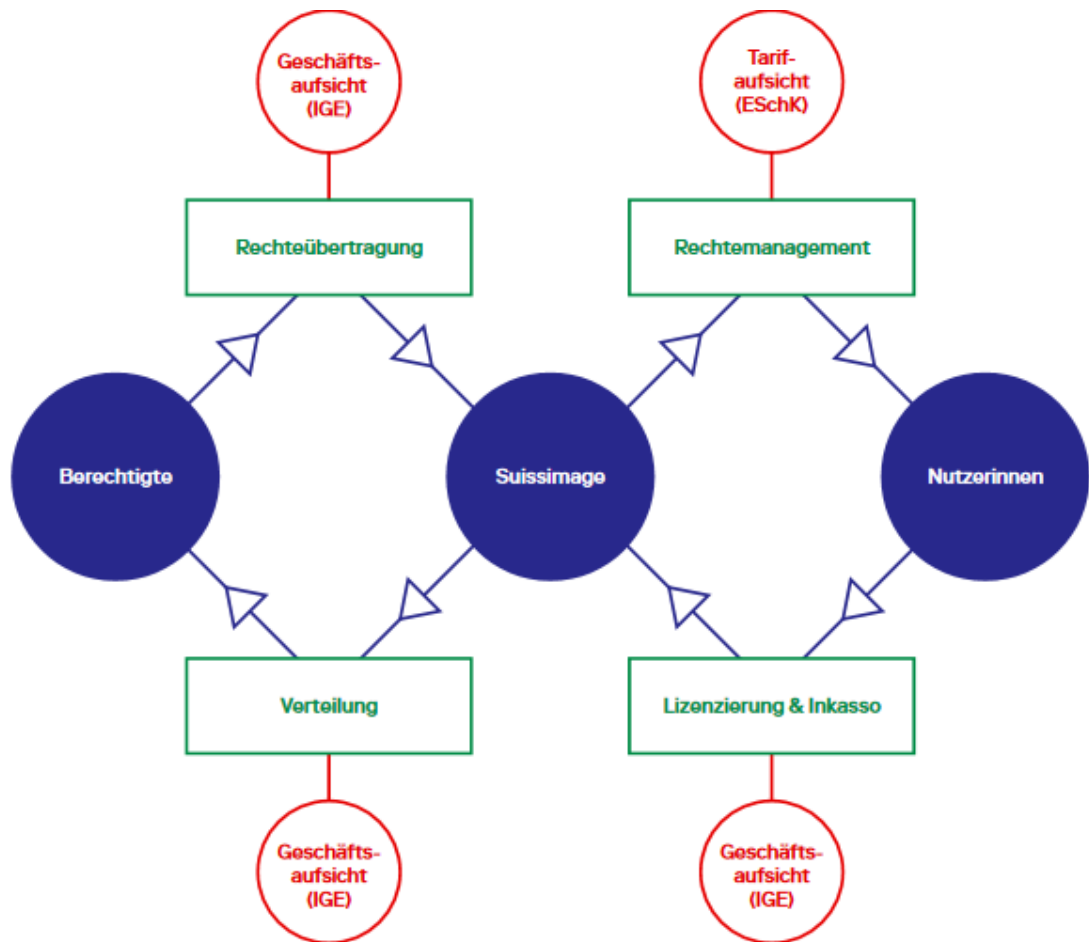 Geschäfts-
aufsicht
(IGE)
Tarif-
aufsicht
(ESchK)
Rechteübertragung
Rechtemanagement
Berechtigte
Suissimage
Nutzerinnen
Verteilung
Lizenzierung & Inkasso
Geschäfts-
aufsicht
(IGE)
Geschäfts-
aufsicht
(IGE)